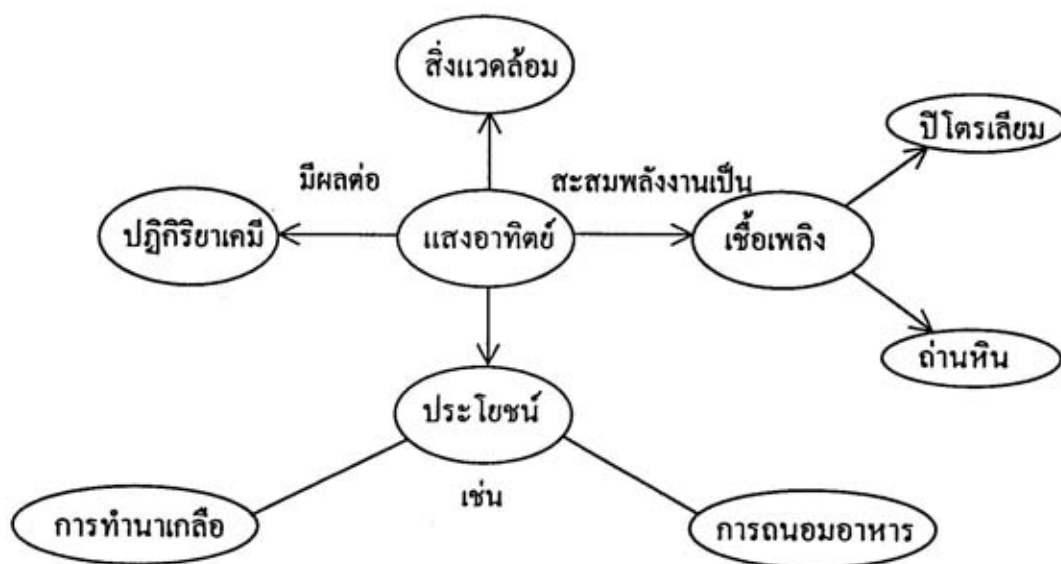 สิ่งแวดล้อม
ปิโตรเลียม
มีผลต่อ
สะสมพลังงานเป็น
ปฏิกิริยาเคมี
แสงอาทิตย์
เชื้อเพลิง
ถ่านหิน
ประโยชน์
เช่น
การทำนาเกลือ
การถนอมอาหาร